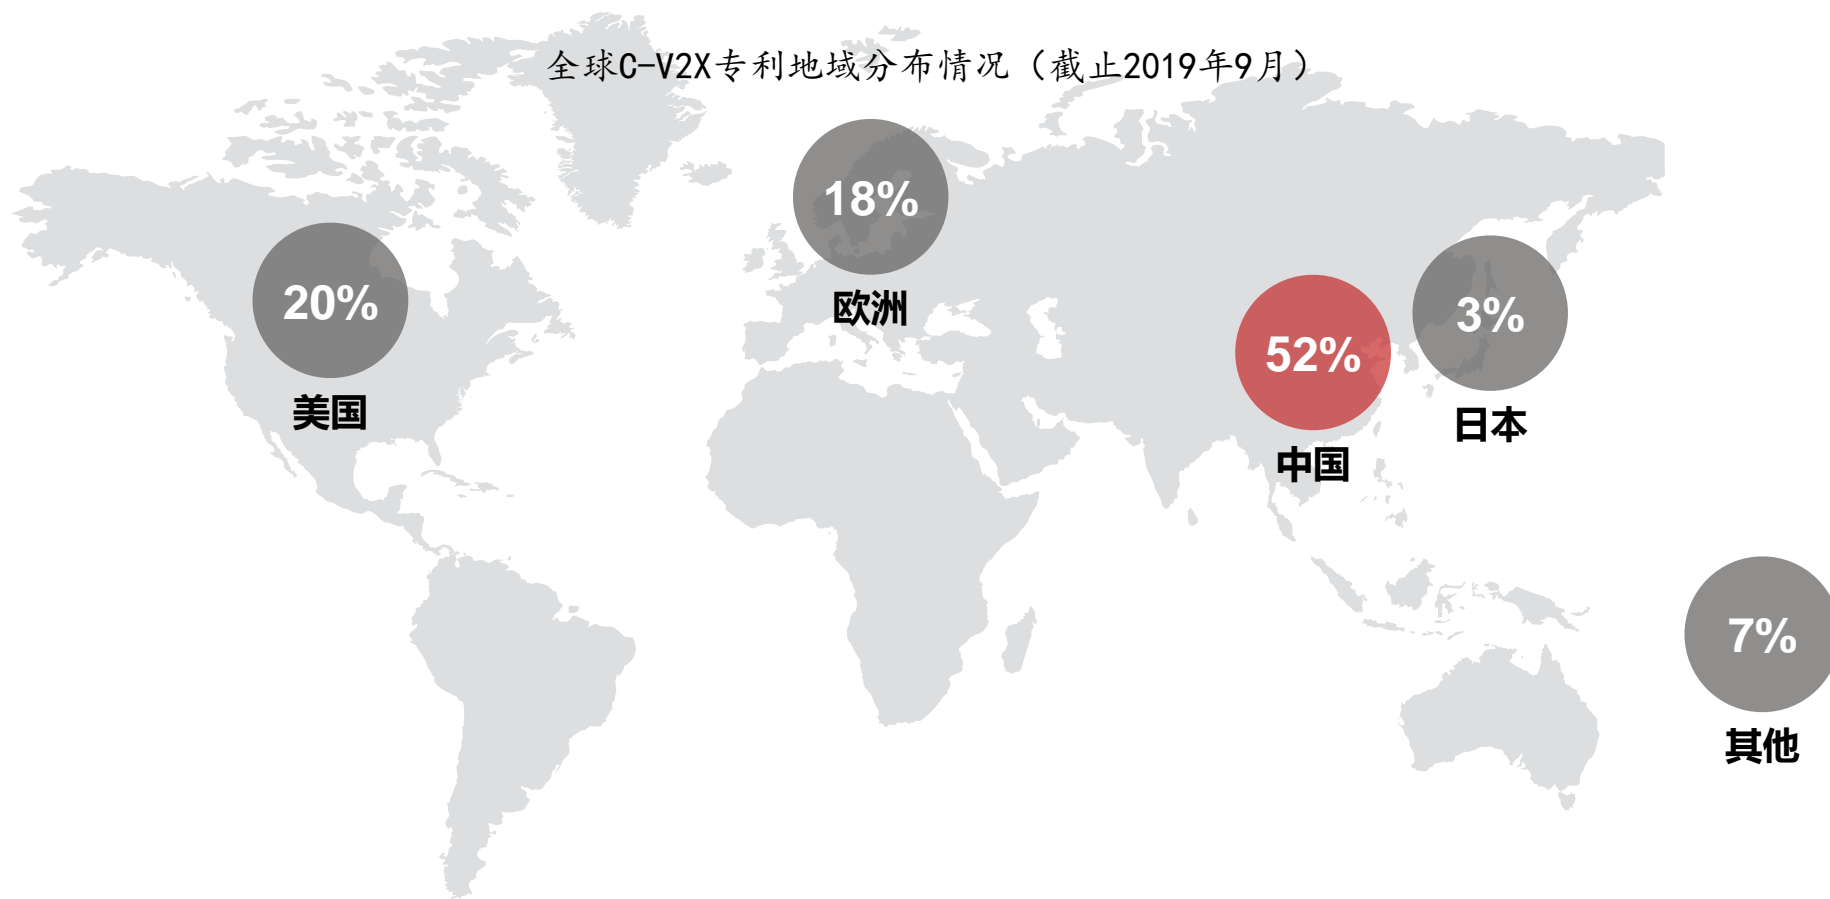 全球C-V2X专利地域分布情况（截止2019年9月）
18%
欧洲
20%
美国
52%
中国
3%
日本
7%
其他